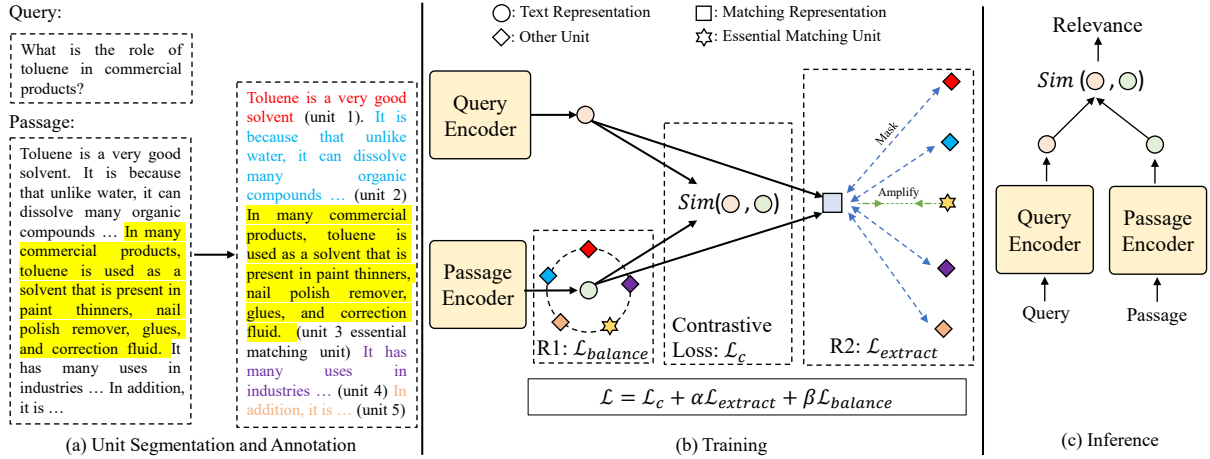 Query:
What is the role of
toluene in commercial
products?
Passage:
Toluene is a very good
solvent. It is because
that unlike water, it can
dissolve many organic
compounds … In many
commercial products,
toluene is used as a
solvent that is present in
paint thinners, nail
polish remover, glues,
and correction fluid. It
has many uses in
industries … In addition,
it is …
Toluene is a very good
solvent (unit 1). It is
because that unlike
water, it can dissolve
many organic
compounds … (unit 2)
In many commercial
products, toluene is
used as a solvent that is
present in paint thinners,
nail polish remover,
glues, and correction
fluid. (unit 3 essential
matching unit) It has
many uses in
industries … (unit 4) In
addition, it is … (unit 5)
(a) Unit Segmentation and Annotation
: Text Representation
: Matching Representation
: Other Unit
: Essential Matching Unit
Query
Encoder
Passage
Encoder
R1: ℒbalance
Sim( , )
Contrastive
Loss: ℒc
Mask
Amplify
R2: ℒextract
ℒ = ℒc + αℒextract + βℒbalance
(b) Training
Relevance
Sim ( , )
Query
Encoder
Passage
Encoder
Query
Passage
(c) Inference